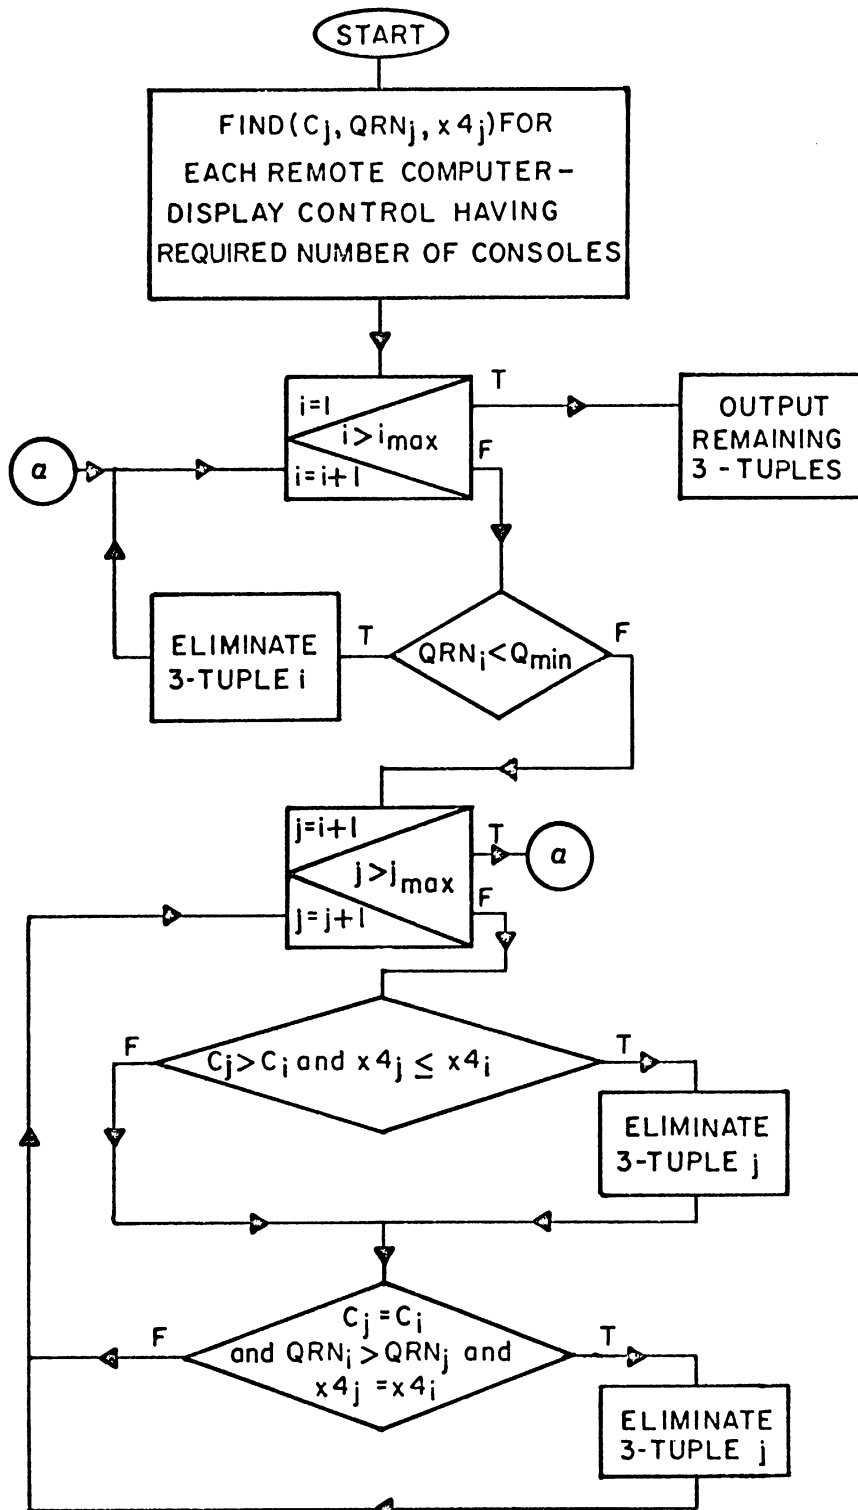 START
FIND(Cj, QRNj, x4j)FOR
EACH REMOTE COMPUTER-
DISPLAY CONTROL HAVING
REQUIRED NUMBER OF CONSOLES
i=1
i>imax
i=i+1
T
F
OUTPUT
REMAINING
3-TUPLES
a
ELIMINATE
3-TUPLE i
T
QRNi<Qmin
F
j=i+1
j>jmax
j=j+1
T
a
F
F
Cj>Ci and x4j ≤ x4i
T
ELIMINATE
3-TUPLE j
F
Cj=Ci
and QRNi>QRNj and
x4j=x4i
T
ELIMINATE
3-TUPLE j